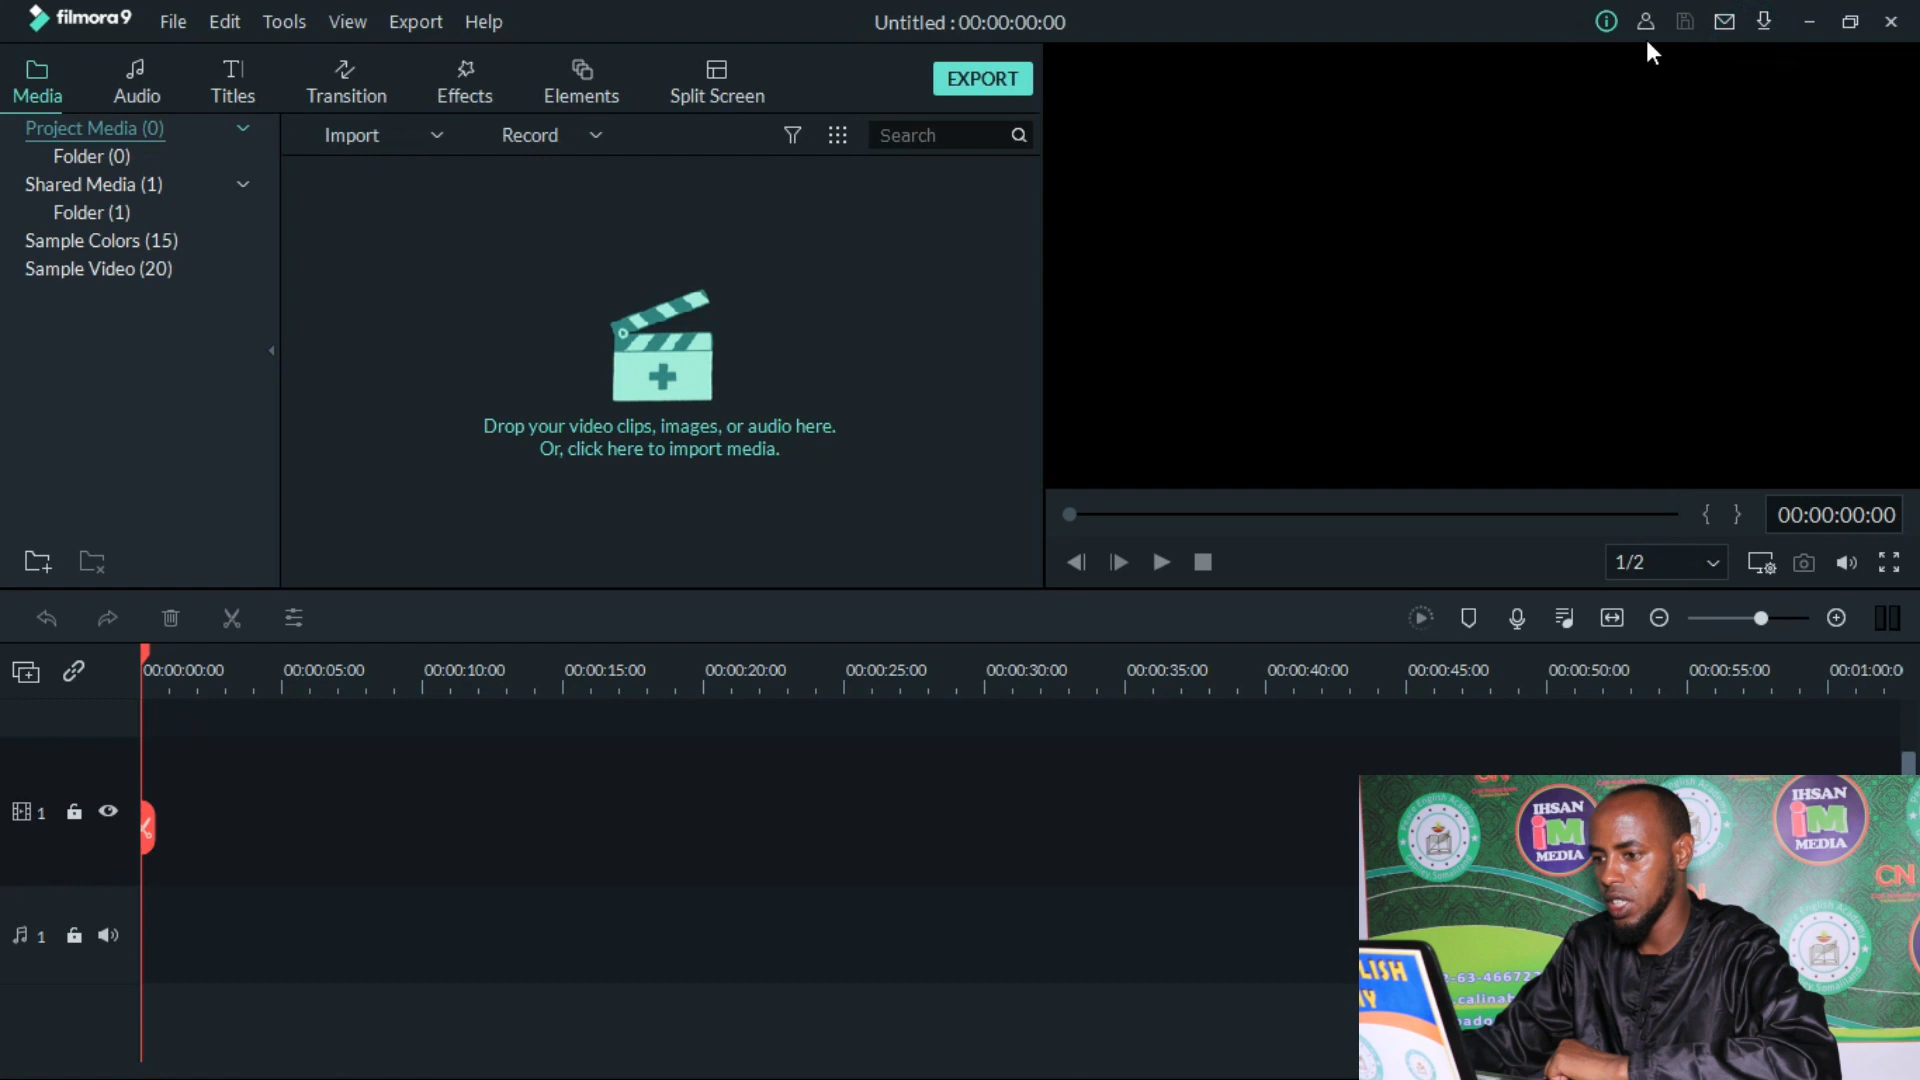 filmora9 File Edit Tools View Export Help Untitled : 00:00:00:00
Media Audio Titles Transition Effects Elements Split Screen EXPORT
Project Media (0)
Folder (0)
Shared Media (1)
Folder (1)
Sample Colors (15)
Sample Video (20)
Import Record Search
Drop your video clips, images, or audio here.
Or, click here to import media.
{ } 00:00:00:00
1/2
00:00:00:00 00:00:05:00 00:00:10:00 00:00:15:00 00:00:20:00 00:00:25:00 00:00:30:00 00:00:35:00 00:00:40:00 00:00:45:00 00:00:50:00 00:00:55:00 00:01:00:0
1
1
IHSAN
iM
MEDIA
IHSAN
iM
MEDIA
CN